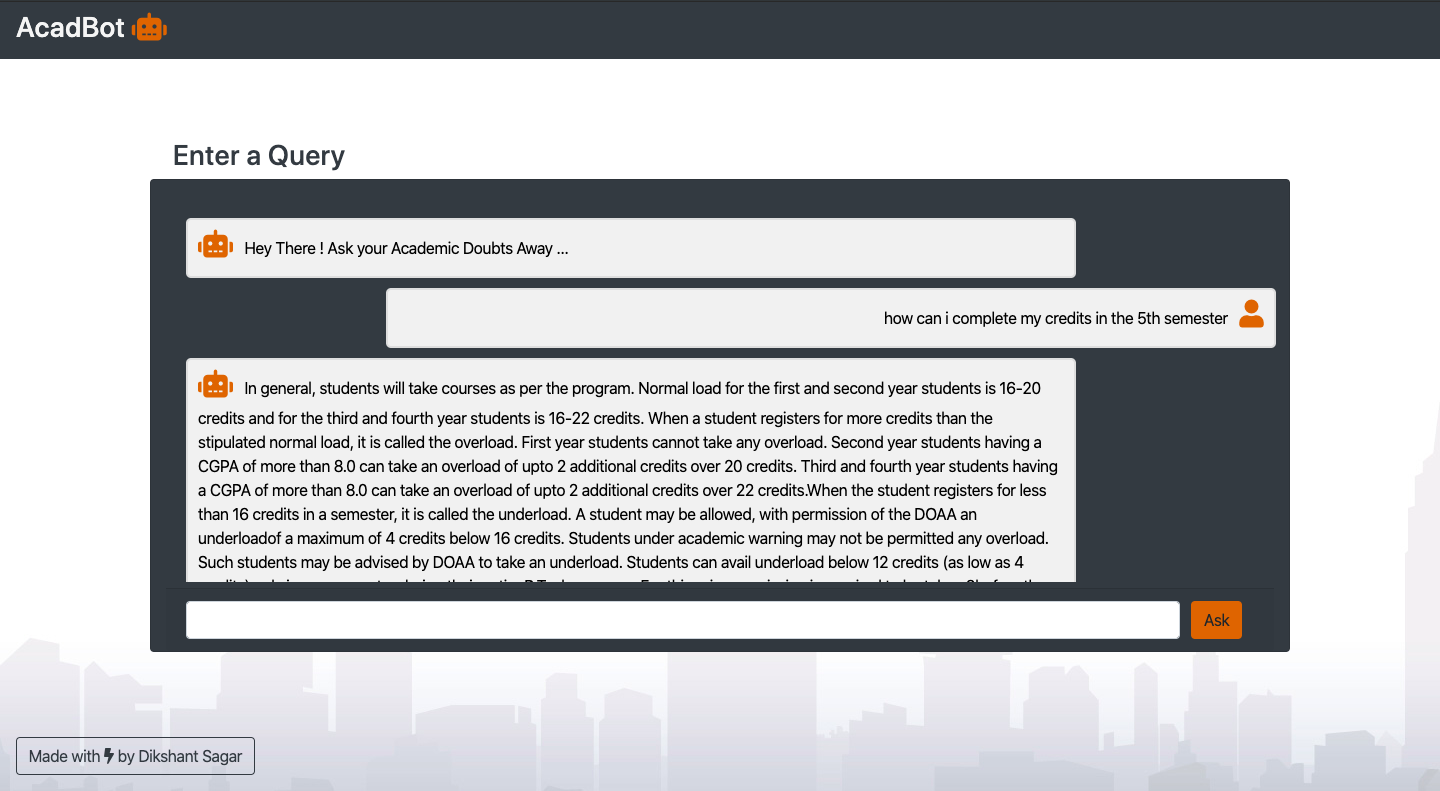 AcadBot
Enter a Query
Hey There ! Ask your Academic Doubts Away ...
how can i complete my credits in the 5th semester
In general, students will take courses as per the program. Normal load for the first and second year students is 16-20
credits and for the third and fourth year students is 16-22 credits. When a student registers for more credits than the
stipulated normal load, it is called the overload. First year students cannot take any overload. Second year students having a
CGPA of more than 8.0 can take an overload of upto 2 additional credits over 20 credits. Third and fourth year students having
a CGPA of more than 8.0 can take an overload of upto 2 additional credits over 22 credits.When the student registers for less
than 16 credits in a semester, it is called the underload. A student may be allowed, with permission of the DOAA an
underloadof a maximum of 4 credits below 16 credits. Students under academic warning may not be permitted any overload.
Such students may be advised by DOAA to take an underload. Students can avail underload below 12 credits (as low as 4
Ask
Made with by Dikshant Sagar